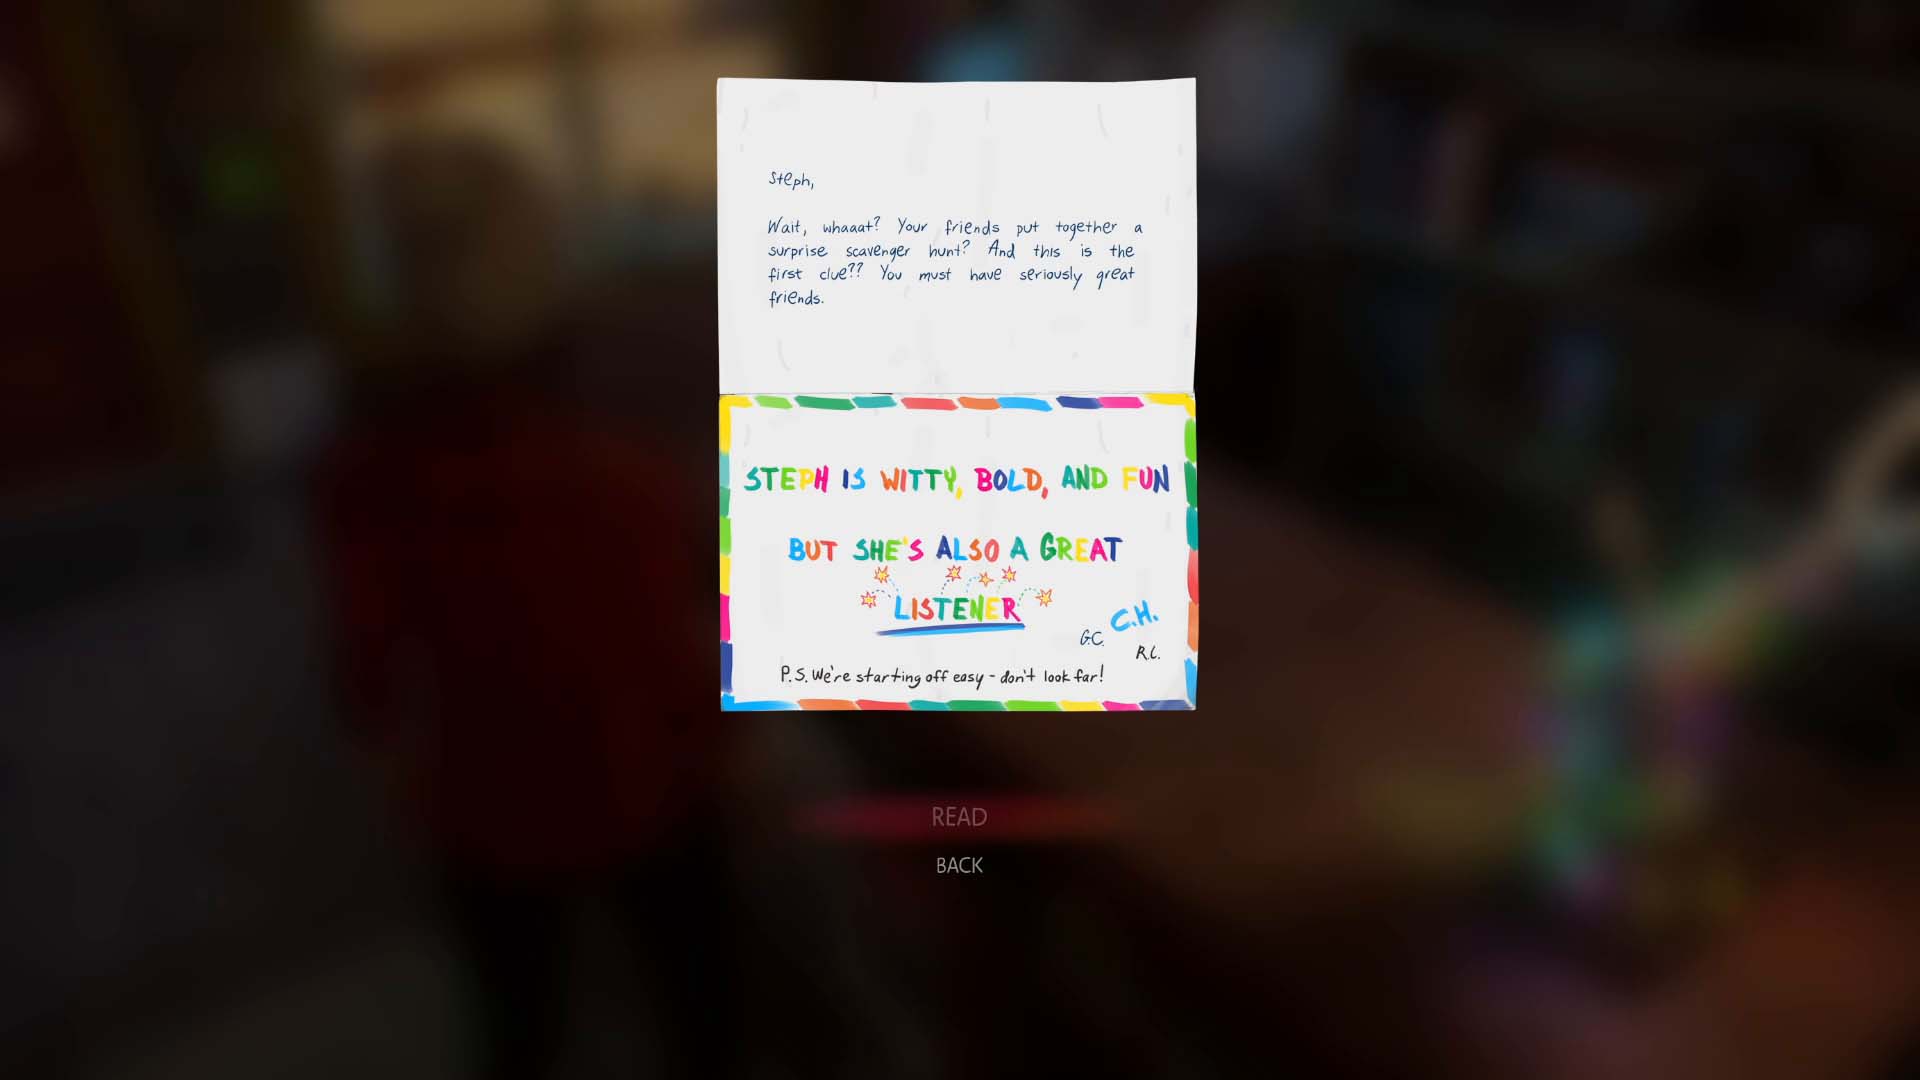 Steph,
Wait, whaaat? Your friends put together a
surprise scavenger hunt? And this is the
first clue?? You must have seriously great
friends.
STEPH IS WITTY, BOLD, AND FUN
BUT SHE'S ALSO A GREAT
LISTENER
C.H.
G.C.
R.L.
P.S. We're starting off easy - don't look far!
READ
BACK